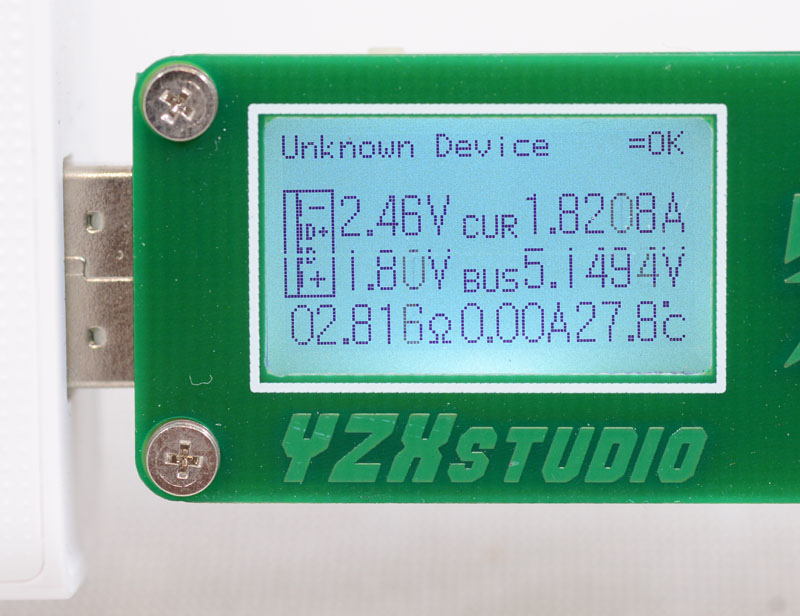 Unknown Device =OK
D+ 2.46V CUR 1.8208A
1.80V BUS 5.1494V
02.816Ω 0.00A 27.8°C
YZXSTUDIO